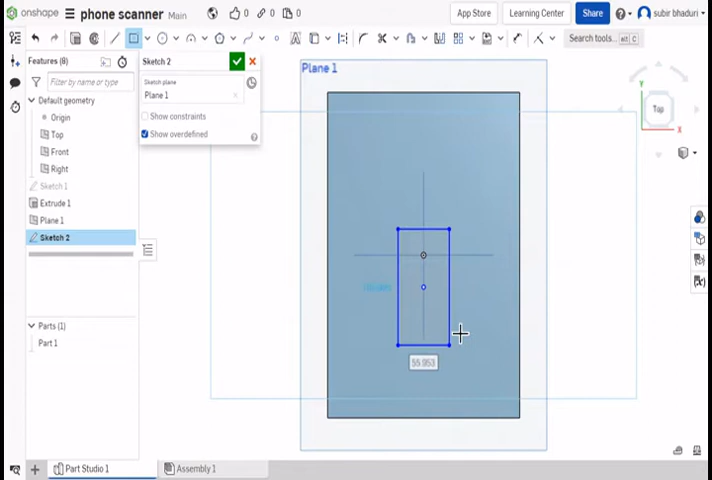 onshape
phone scanner Main
0
0
0
App Store
Learning Center
Share
subir bhaduri
Search tools...
alt C
Features (8)
Filter by name or type
Default geometry
Origin
Top
Front
Right
Sketch 1
Extrude 1
Plane 1
Sketch 2
Parts (1)
Part 1
Sketch 2
Sketch plane
Plane 1
Show constraints
Show overdefined
Plane 1
55.953
Top
Y
X
Part Studio 1
Assembly 1